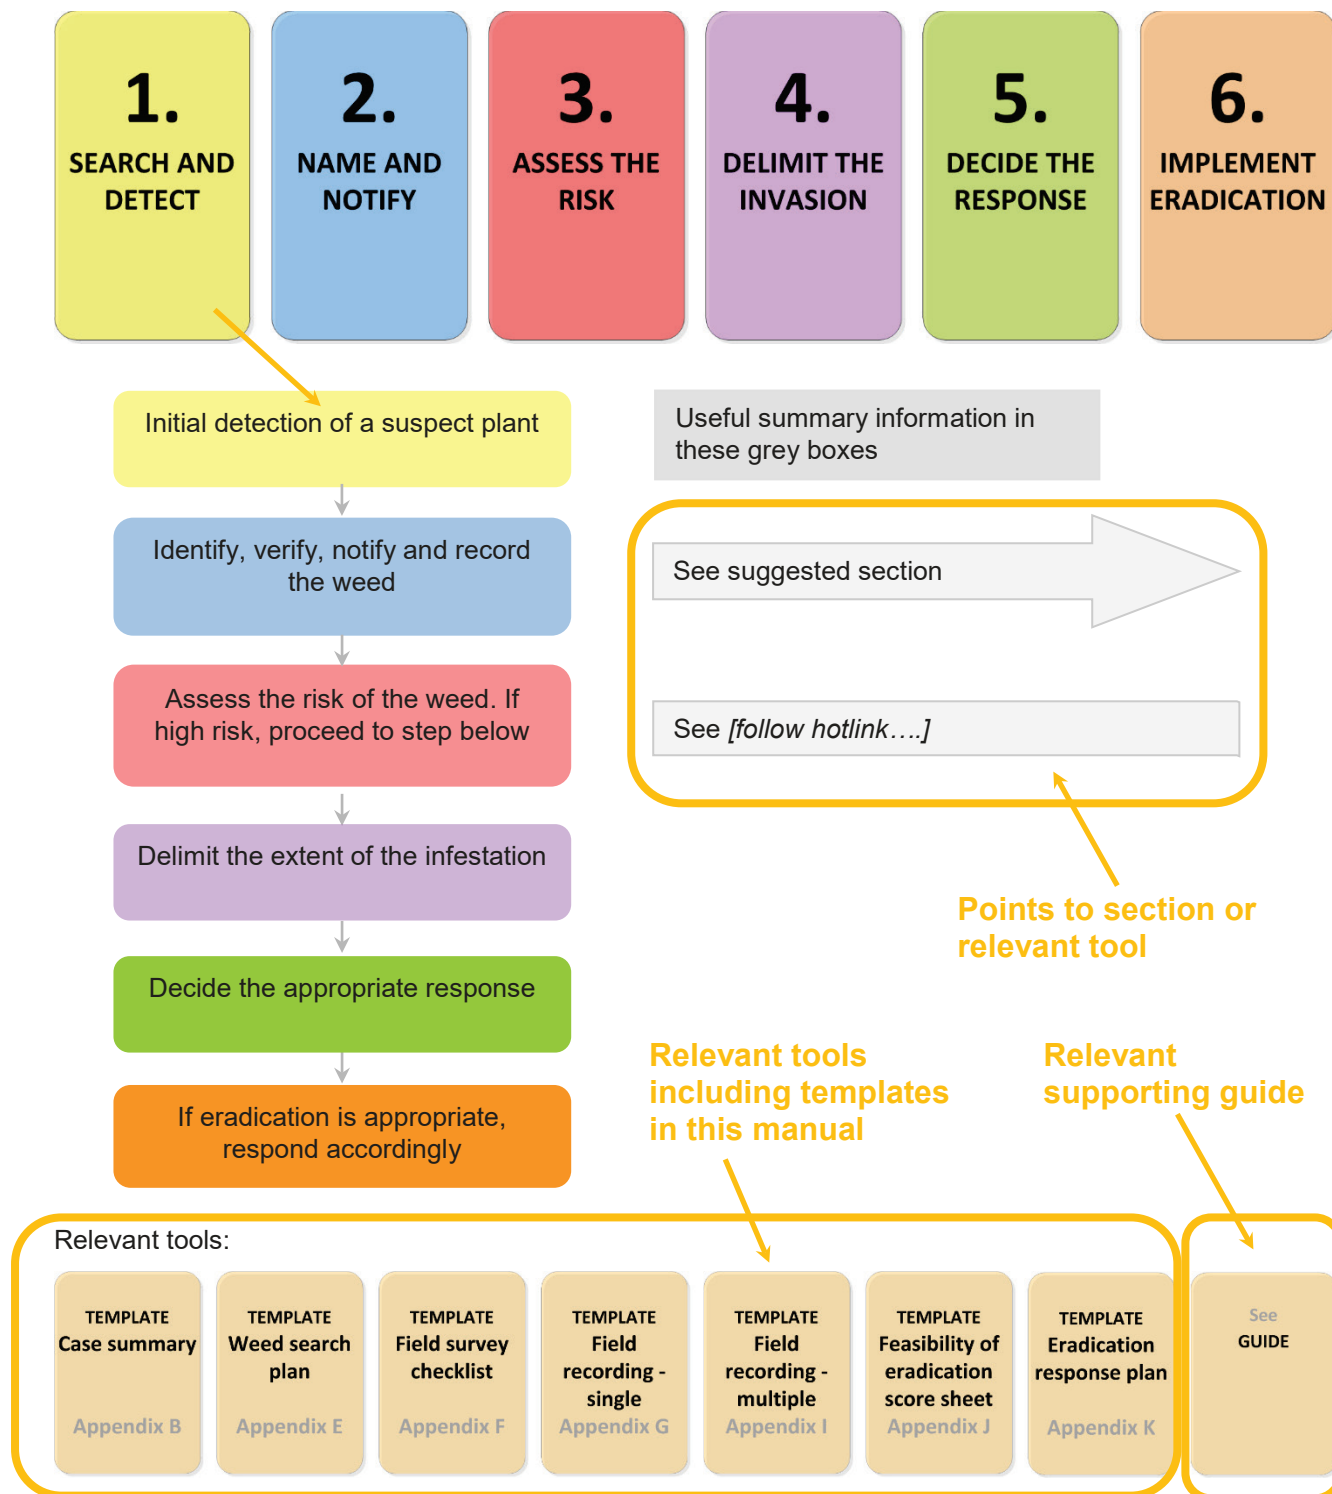 1.
SEARCH AND
DETECT
2.
NAME AND
NOTIFY
3.
ASSESS THE
RISK
4.
DELIMIT THE
INVASION
5.
DECIDE THE
RESPONSE
6.
IMPLEMENT
ERADICATION
Initial detection of a suspect plant
Identify, verify, notify and record
the weed
Assess the risk of the weed. If
high risk, proceed to step below
Delimit the extent of the infestation
Decide the appropriate response
If eradication is appropriate,
respond accordingly
Useful summary information in
these grey boxes
See suggested section
See [follow hotlink….]
Points to section or
relevant tool
Relevant tools
including templates
in this manual
Relevant
supporting guide
Relevant tools:
TEMPLATE
Case summary
Appendix B
TEMPLATE
Weed search
plan
Appendix E
TEMPLATE
Field survey
checklist
Appendix F
TEMPLATE
Field
recording -
single
Appendix G
TEMPLATE
Field
recording -
multiple
Appendix I
TEMPLATE
Feasibility of
eradication
score sheet
Appendix J
TEMPLATE
Eradication
response plan
Appendix K
See
GUIDE